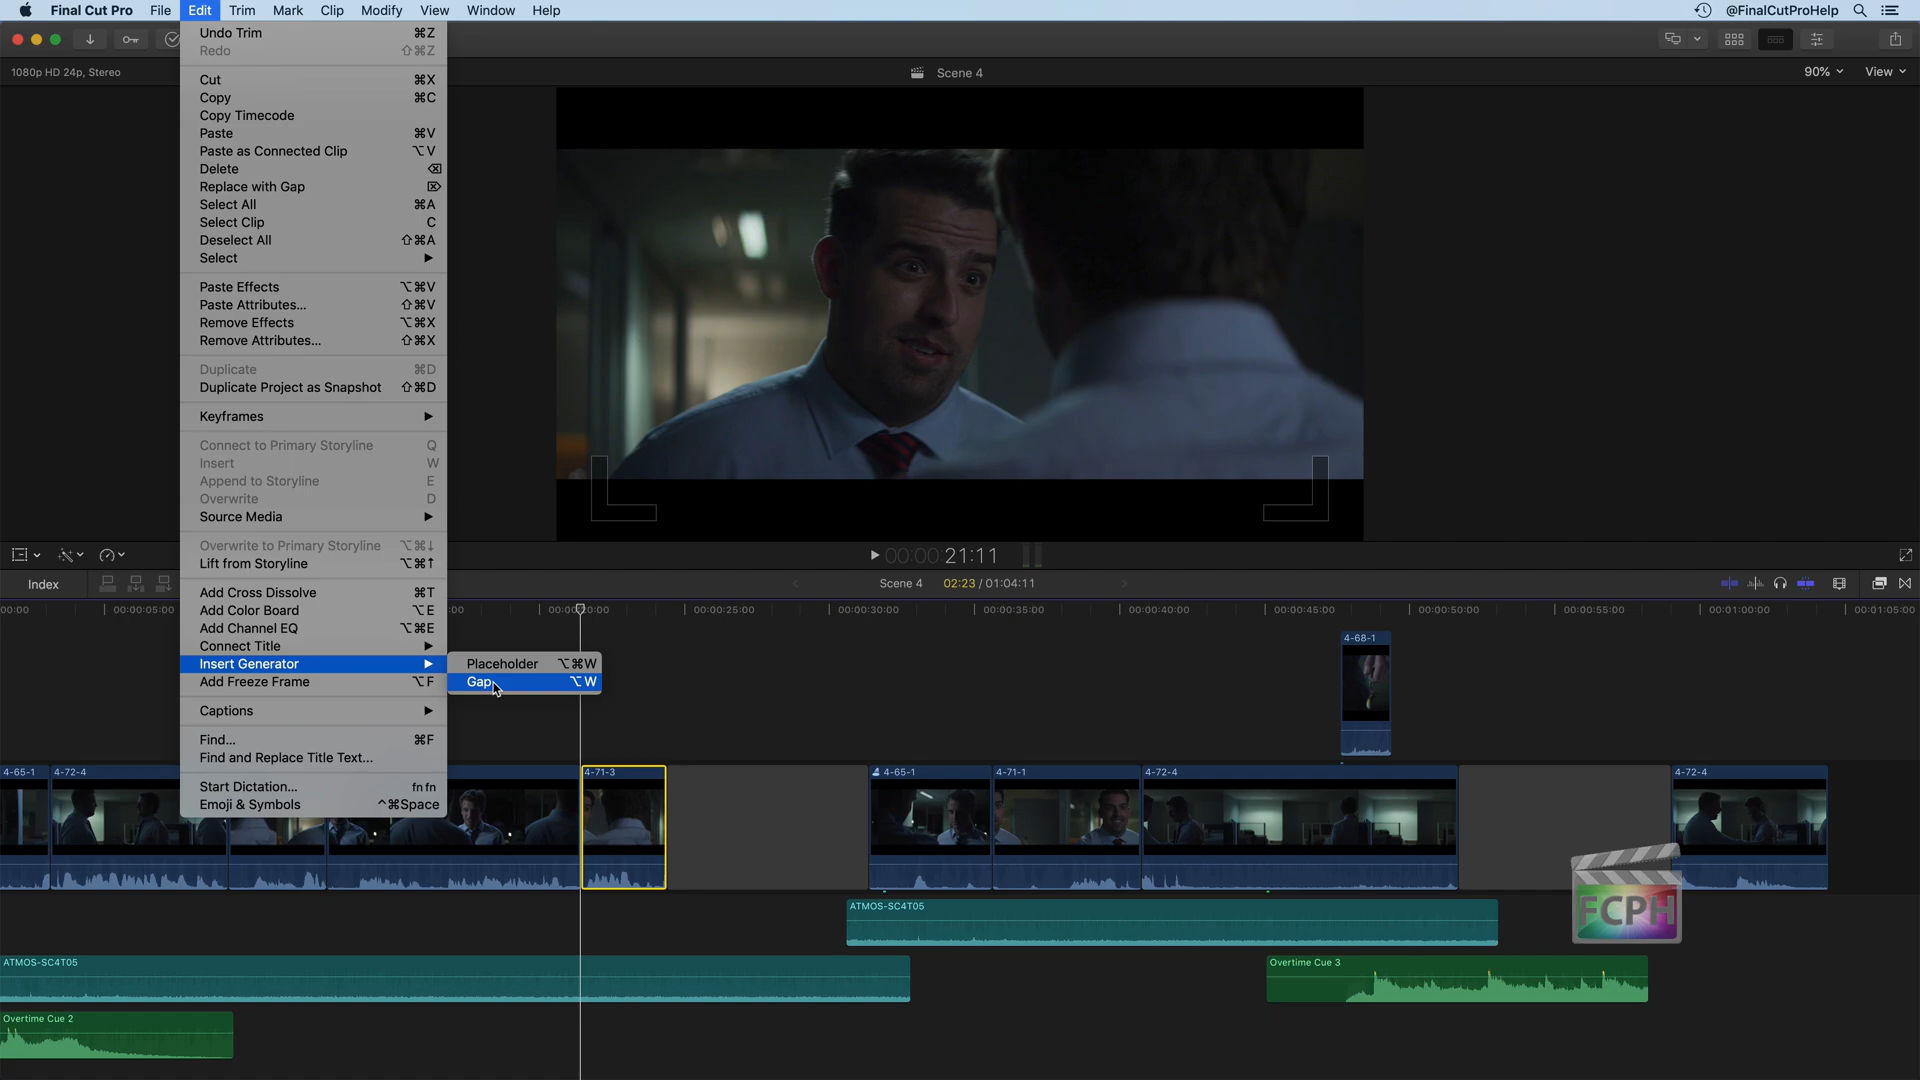 Final Cut Pro File Edit Trim Mark Clip Modify View Window Help @FinalCutProHelp
1080p HD 24p, Stereo Scene 4 90% View
Undo Trim ⌘Z
Redo ⇧⌘Z
Cut ⌘X
Copy ⌘C
Copy Timecode
Paste ⌘V
Paste as Connected Clip ⌥V
Delete ⌫
Replace with Gap ⌦
Select All ⌘A
Select Clip C
Deselect All ⇧⌘A
Select ▶
Paste Effects ⌥⌘V
Paste Attributes... ⇧⌘V
Remove Effects ⌥⌘X
Remove Attributes... ⇧⌘X
Duplicate ⌘D
Duplicate Project as Snapshot ⇧⌘D
Keyframes ▶
Connect to Primary Storyline Q
Insert W
Append to Storyline E
Overwrite D
Source Media ▶
Overwrite to Primary Storyline ⌥⌘↓
Lift from Storyline ⌥⌘↑
Add Cross Dissolve ⌘T
Add Color Board ⌥E
Add Channel EQ ⌥⌘E
Connect Title ▶
Insert Generator ▶
Add Freeze Frame ⌥F
Captions ▶
Find... ⌘F
Find and Replace Title Text...
Start Dictation... fn fn
Emoji & Symbols ^⌘Space
Placeholder ⌥⌘W
Gap ⌥W
00:00:21:11
Index Scene 4 02:23 / 01:04:11
00:00 00:00:05:00 :00 00:00:20:00 00:00:25:00 00:00:30:00 00:00:35:00 00:00:40:00 00:00:45:00 00:00:50:00 00:00:55:00 00:01:00:00 00:01:05:00
4-68-1
4-65-1 4-72-4 4-71-3 4-65-1 4-71-1 4-72-4 4-72-4
ATMOS-SC4T05
FCPH
ATMOS-SC4T05 Overtime Cue 3
Overtime Cue 2